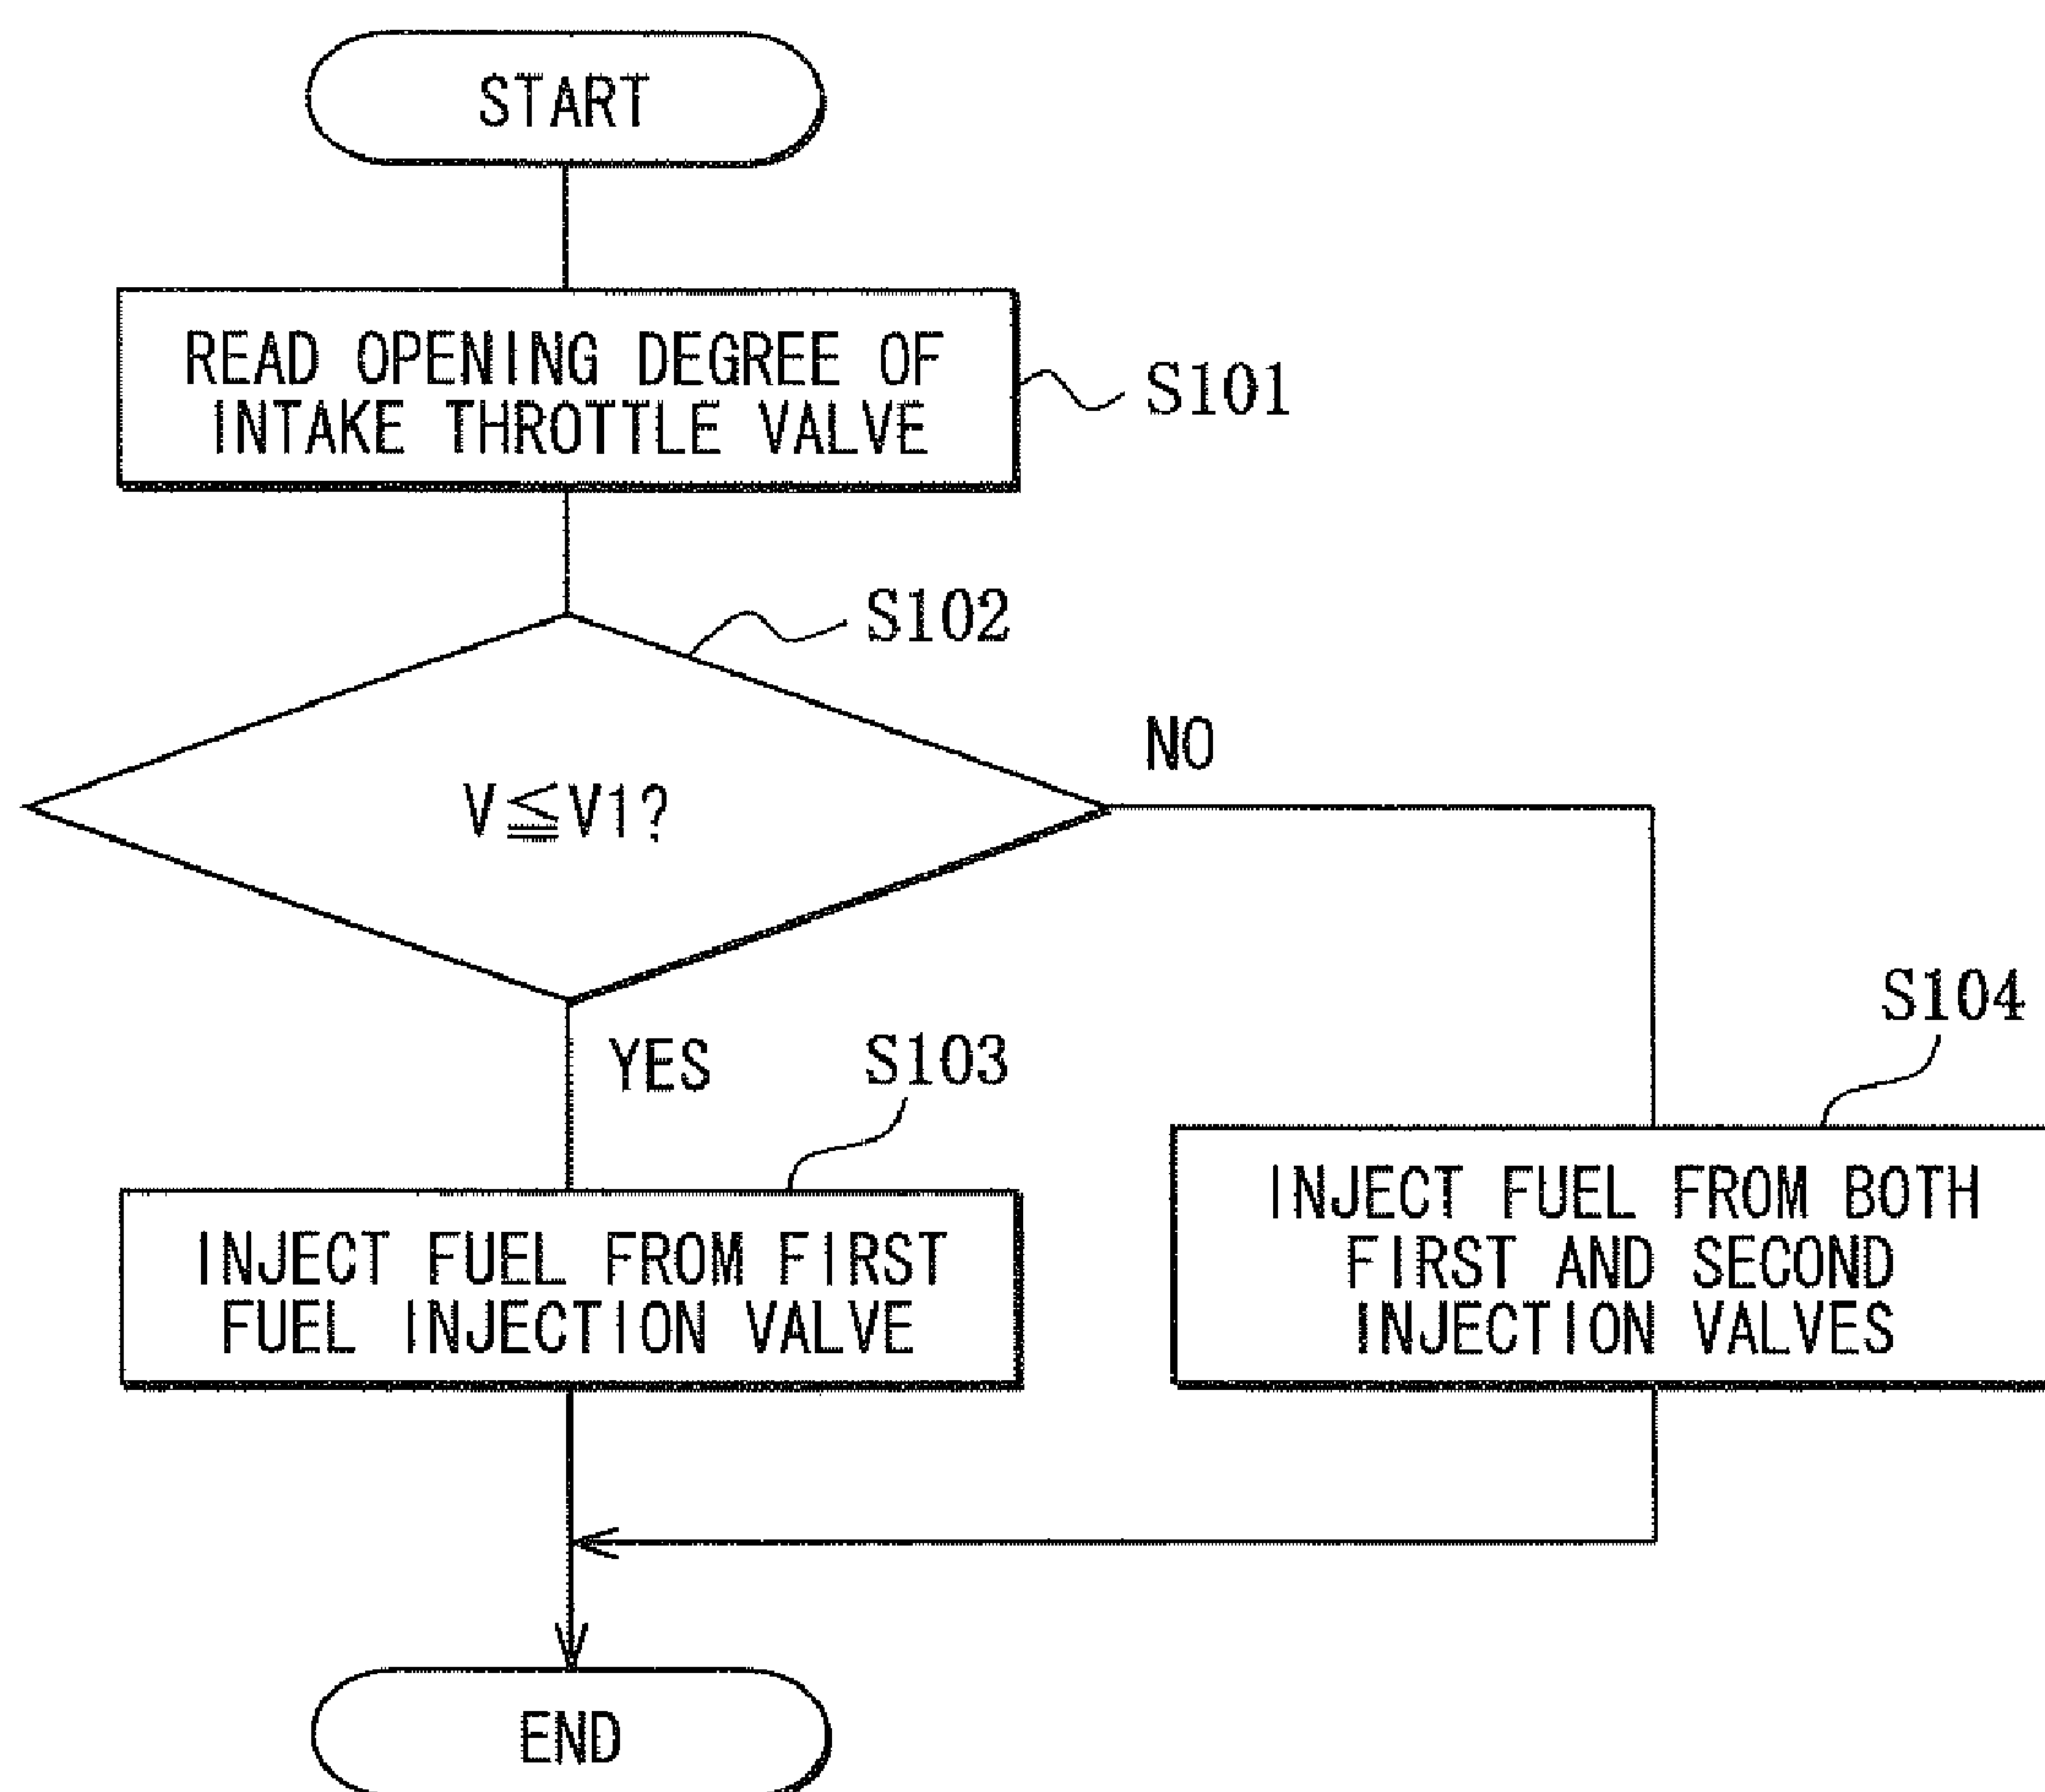 START
READ OPENING DEGREE OF
INTAKE THROTTLE VALVE
S101
S102
V≦V1?
NO
YES
S103
S104
INJECT FUEL FROM FIRST
FUEL INJECTION VALVE
INJECT FUEL FROM BOTH
FIRST AND SECOND
INJECTION VALVES
END